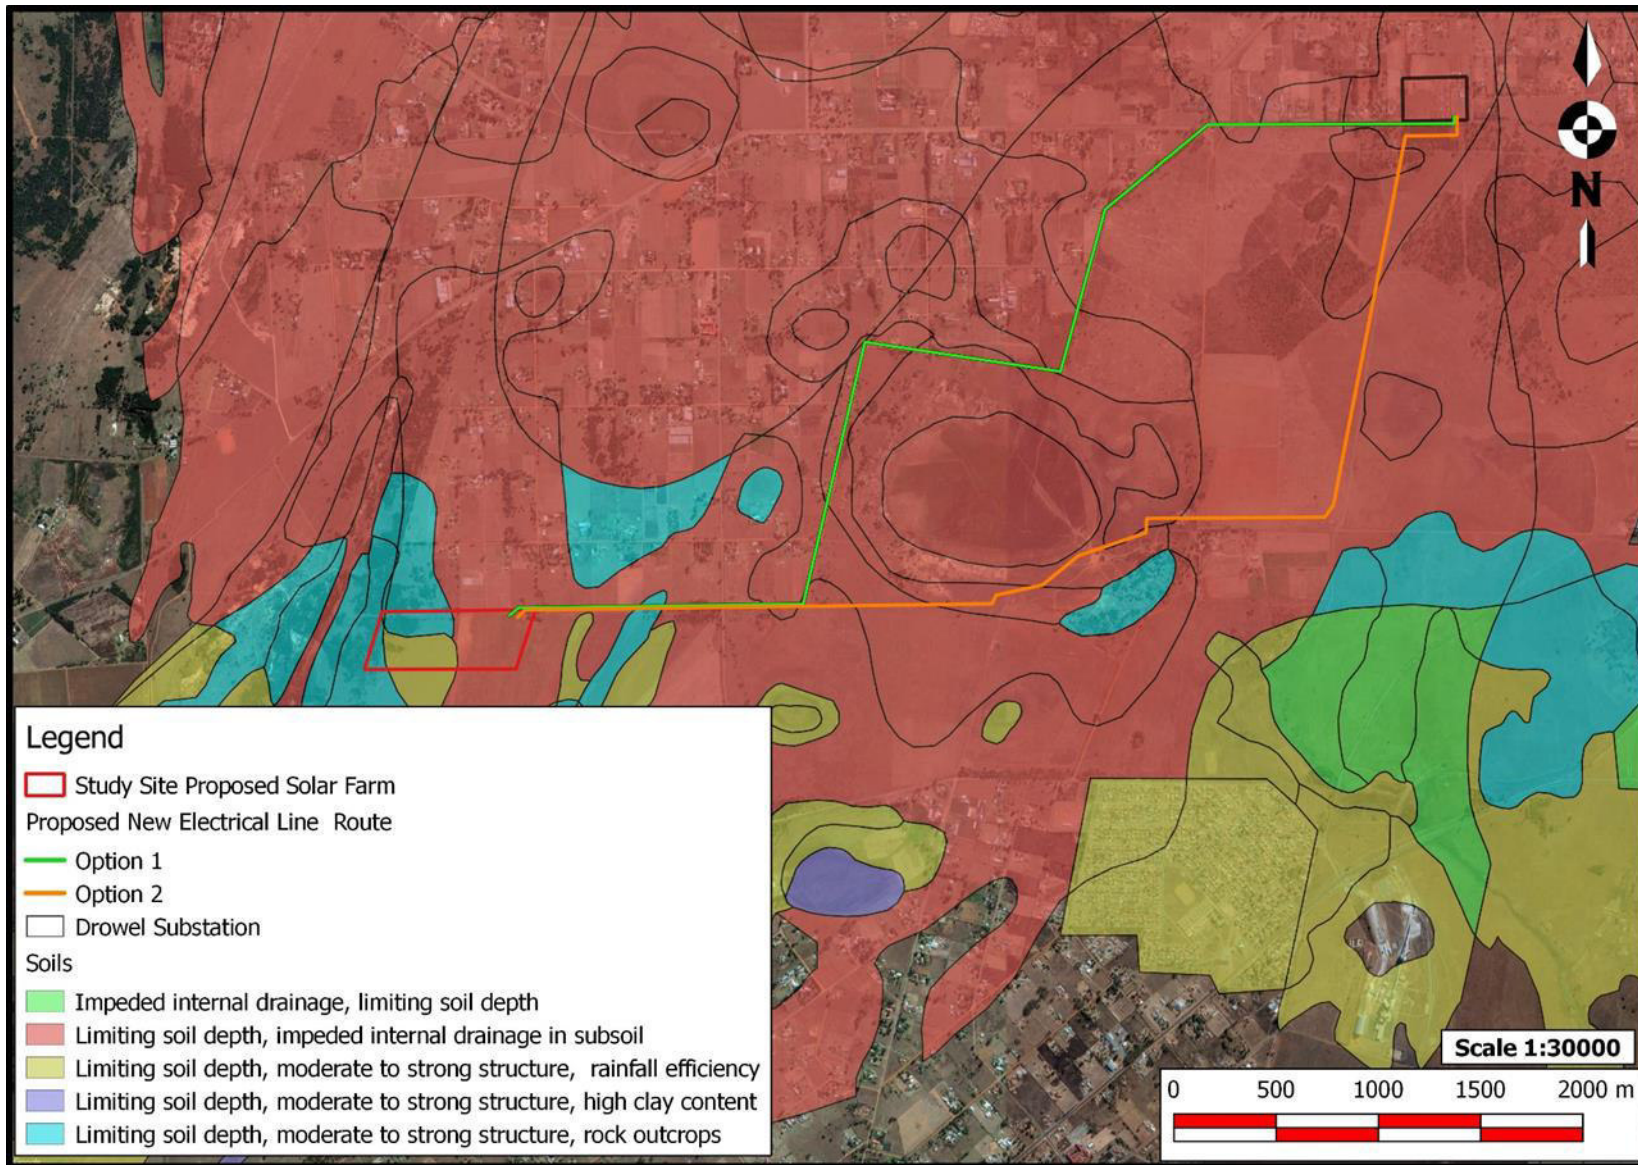 N
Legend
Study Site Proposed Solar Farm
Proposed New Electrical Line Route
Option 1
Option 2
Drowel Substation
Soils
Impeded internal drainage, limiting soil depth
Limiting soil depth, impeded internal drainage in subsoil
Limiting soil depth, moderate to strong structure, rainfall efficiency
Limiting soil depth, moderate to strong structure, high clay content
Limiting soil depth, moderate to strong structure, rock outcrops
Scale 1:30000
0 500 1000 1500 2000 m